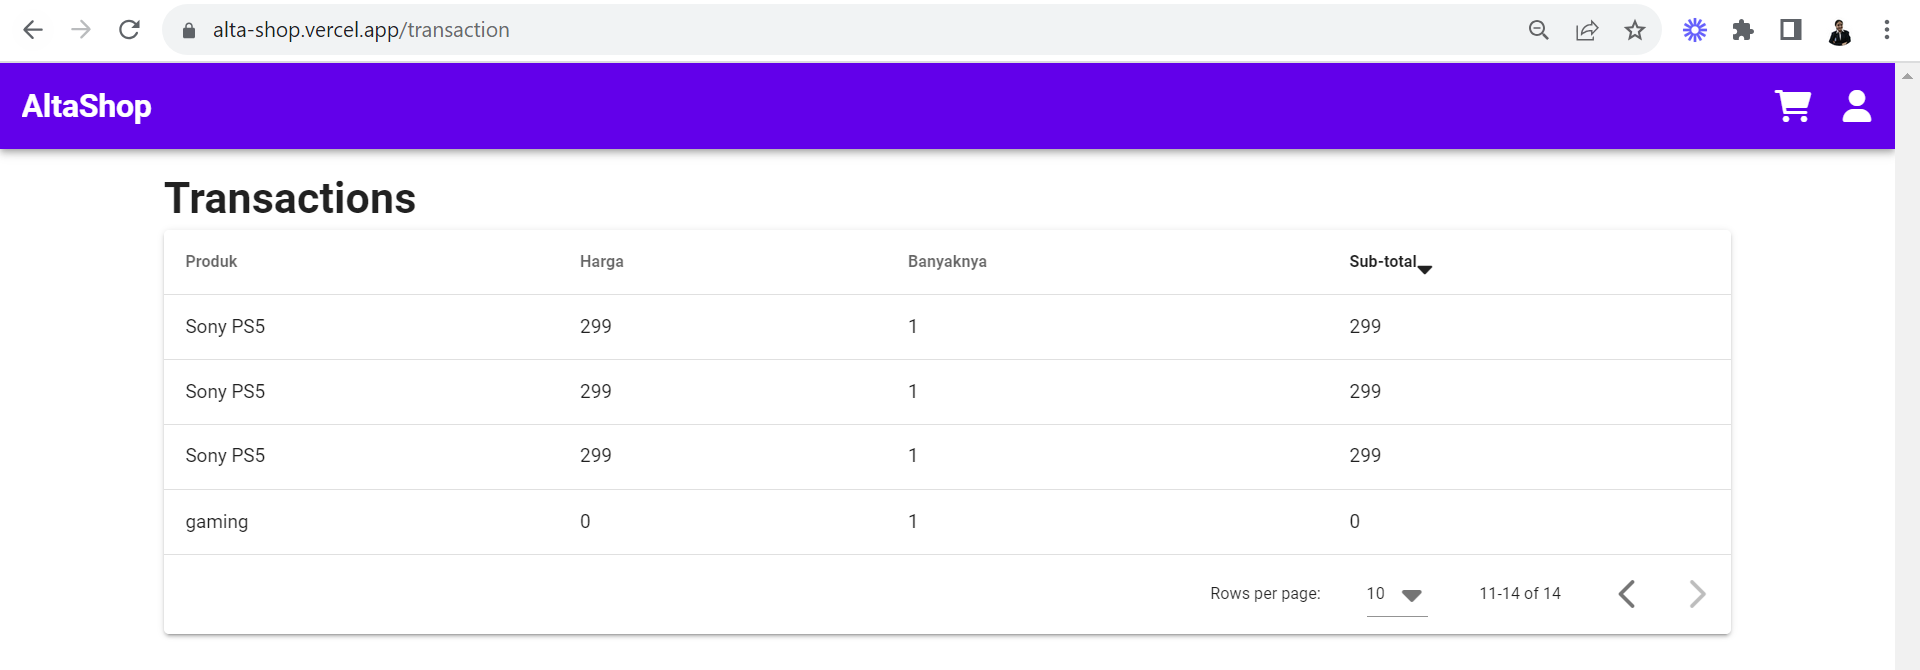 alta-shop.vercel.app/transaction
AltaShop
Transactions
Produk Harga Banyaknya Sub-total
Sony PS5 299 1 299
Sony PS5 299 1 299
Sony PS5 299 1 299
gaming 0 1 0
Rows per page: 10 11-14 of 14